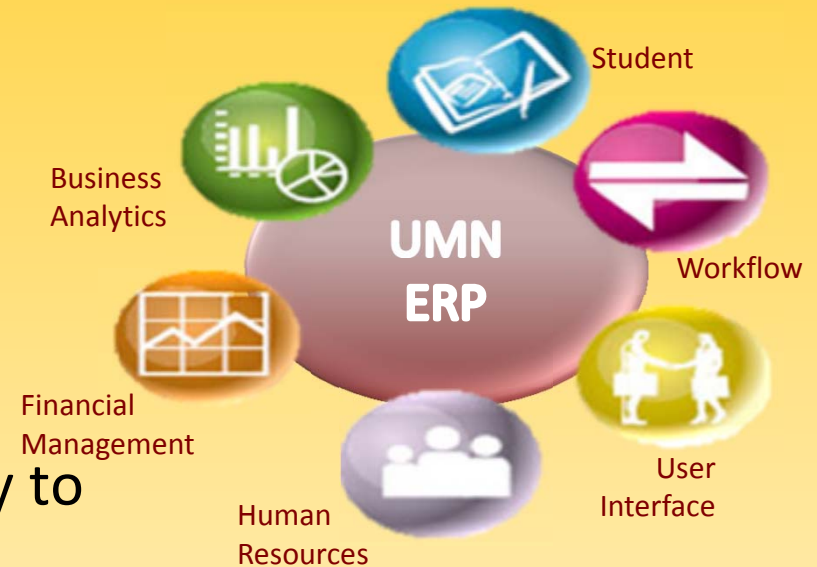 Student
Business
Analytics
UMN
ERP
Workflow
Financial
Management
y to
User
Interface
Human
Resources